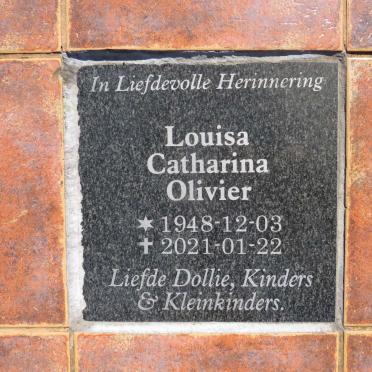 In Liefdevolle Herinnering
Louisa
Catharina
Olivier
✶ 1948-12-03
✝ 2021-01-22
Liefde Dollie, Kinders
& Kleinkinders.